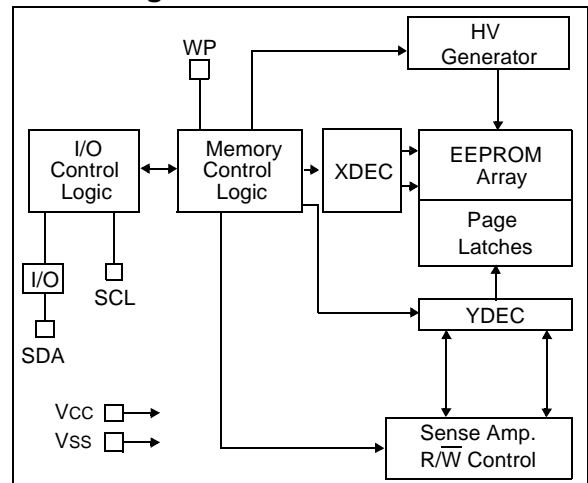 WP
HV
Generator
I/O
Control
Logic
Memory
Control
Logic
XDEC
EEPROM
Array
Page
Latches
I/O
SCL
SDA
YDEC
VCC
VSS
Sense Amp.
R/W̅ Control